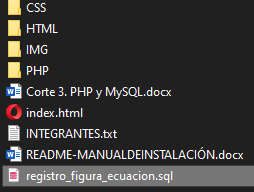 CSS
HTML
IMG
PHP
Corte 3. PHP y MySQL.docx
index.html
INTEGRANTES.txt
README-MANUALDEINSTALACIÓN.docx
registro_figura_ecuacion.sql